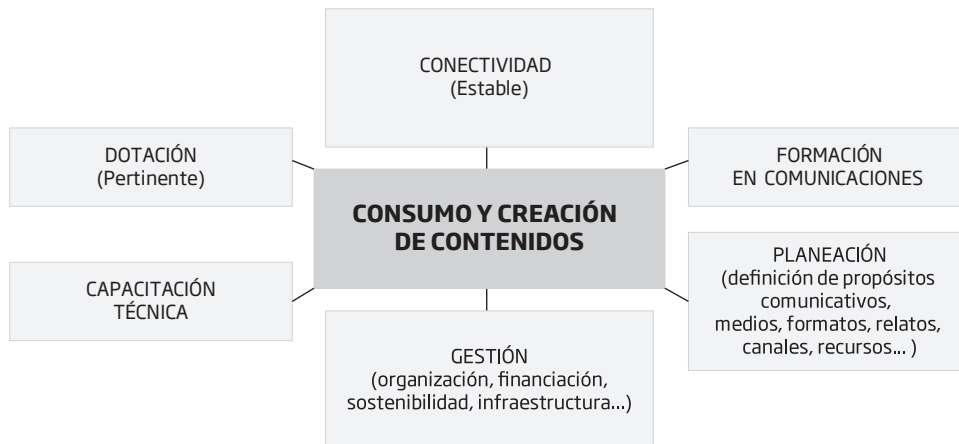 CONECTIVIDAD
(Estable)
DOTACIÓN
(Pertinente)
FORMACIÓN
EN COMUNICACIONES
CONSUMO Y CREACIÓN
DE CONTENIDOS
CAPACITACIÓN
TÉCNICA
PLANEACIÓN
(definición de propósitos
comunicativos,
medios, formatos, relatos,
canales, recursos... )
GESTIÓN
(organización, financiación,
sostenibilidad, infraestructura...)